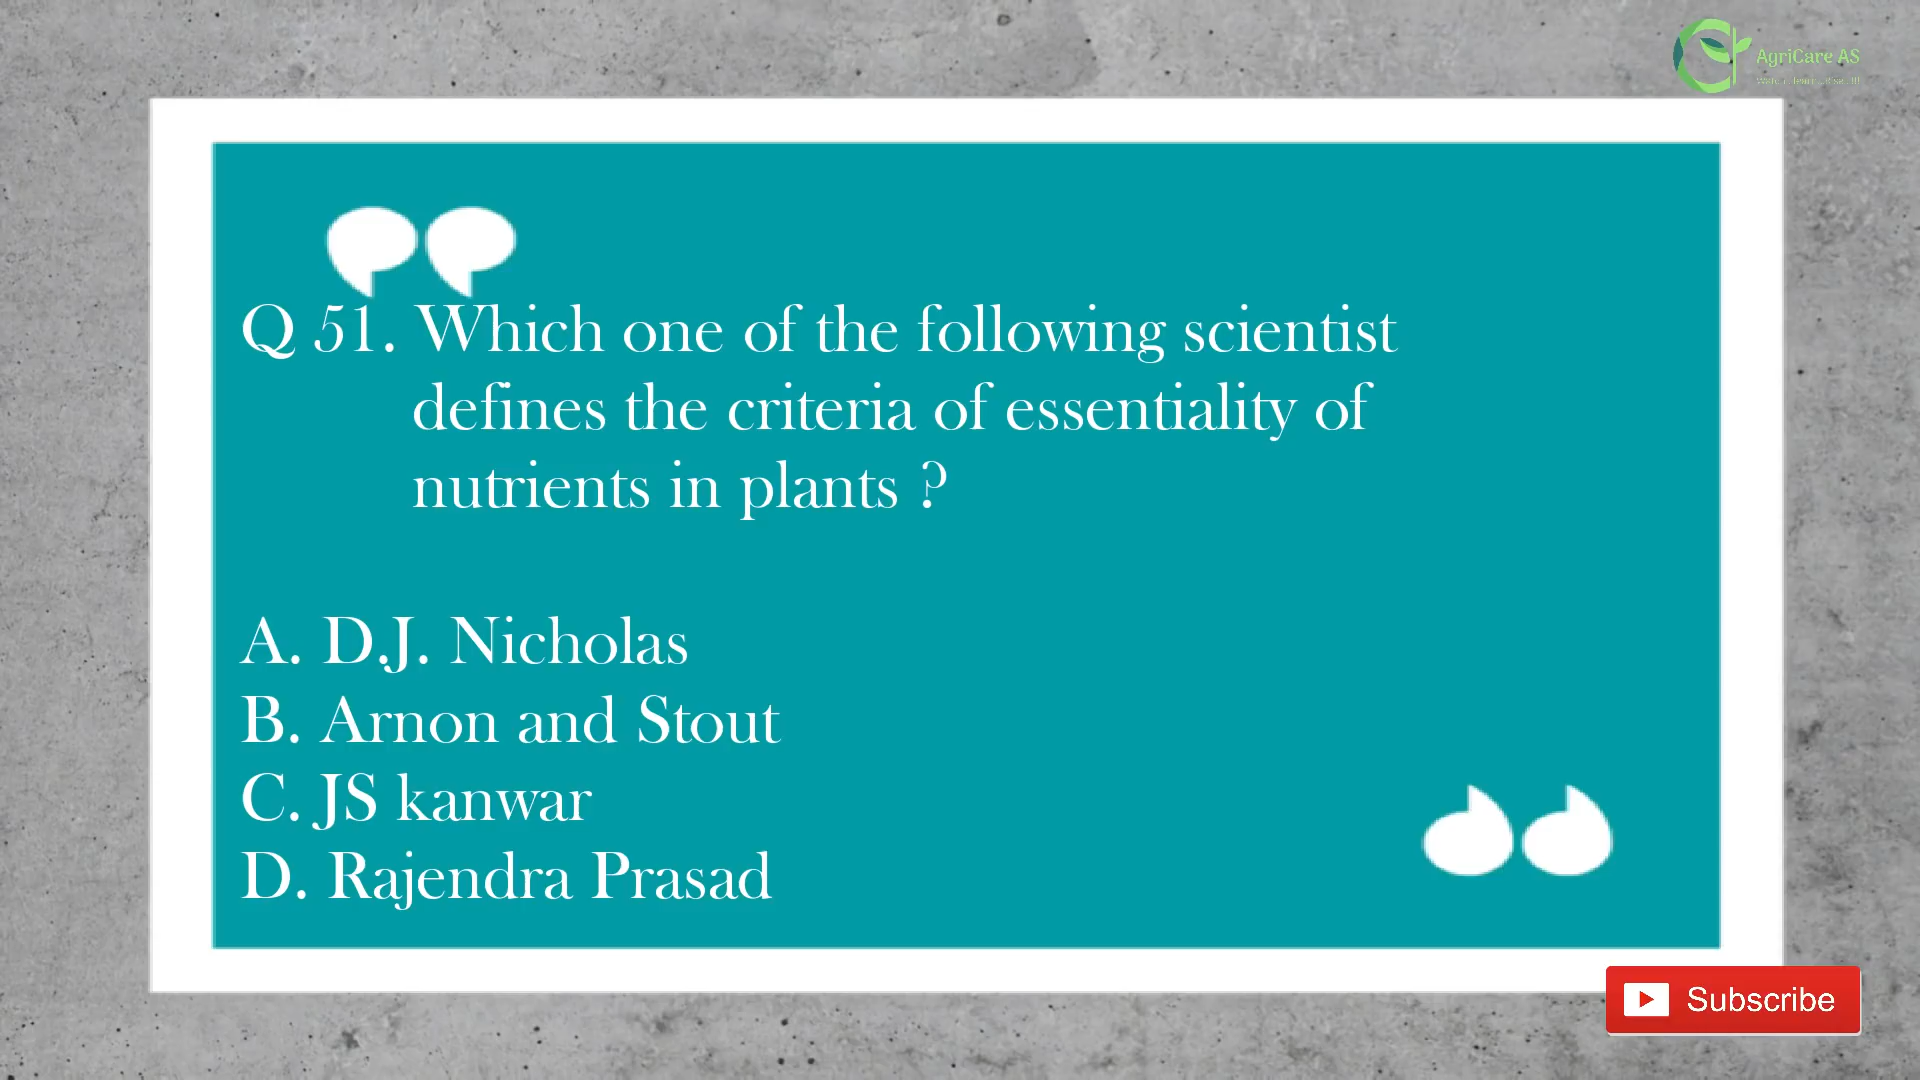 AgriCare AS
Q 51. Which one of the following scientist
defines the criteria of essentiality of
nutrients in plants ?
A. D.J. Nicholas
B. Arnon and Stout
C. JS kanwar
D. Rajendra Prasad
Subscribe